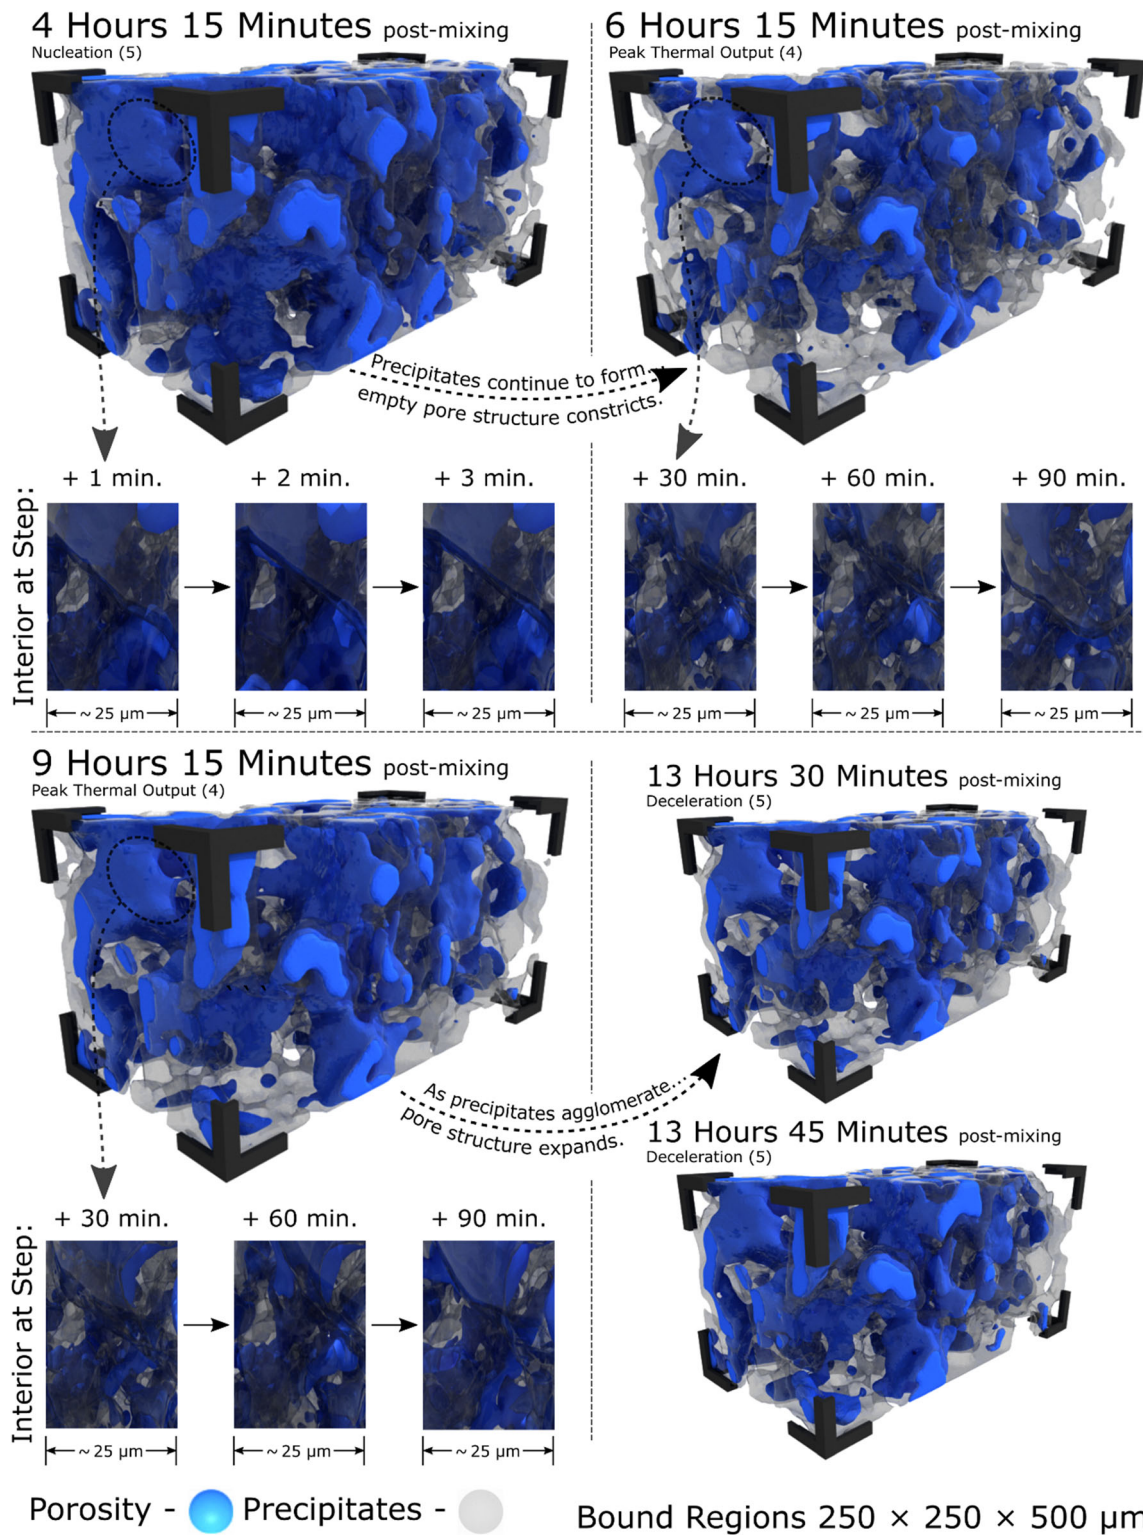 4 Hours 15 Minutes post-mixing
Nucleation (5)
6 Hours 15 Minutes post-mixing
Peak Thermal Output (4)
Precipitates continue to form...
empty pore structure constricts.
Interior at Step:
+ 1 min.
+ 2 min.
+ 3 min.
+ 30 min.
+ 60 min.
+ 90 min.
~ 25 μm
~ 25 μm
~ 25 μm
~ 25 μm
~ 25 μm
~ 25 μm
9 Hours 15 Minutes post-mixing
Peak Thermal Output (4)
13 Hours 30 Minutes post-mixing
Deceleration (5)
As precipitates agglomerate...
pore structure expands.
13 Hours 45 Minutes post-mixing
Deceleration (5)
Interior at Step:
+ 30 min.
+ 60 min.
+ 90 min.
~ 25 μm
~ 25 μm
~ 25 μm
Porosity - Precipitates -
Bound Regions 250 × 250 × 500 μm